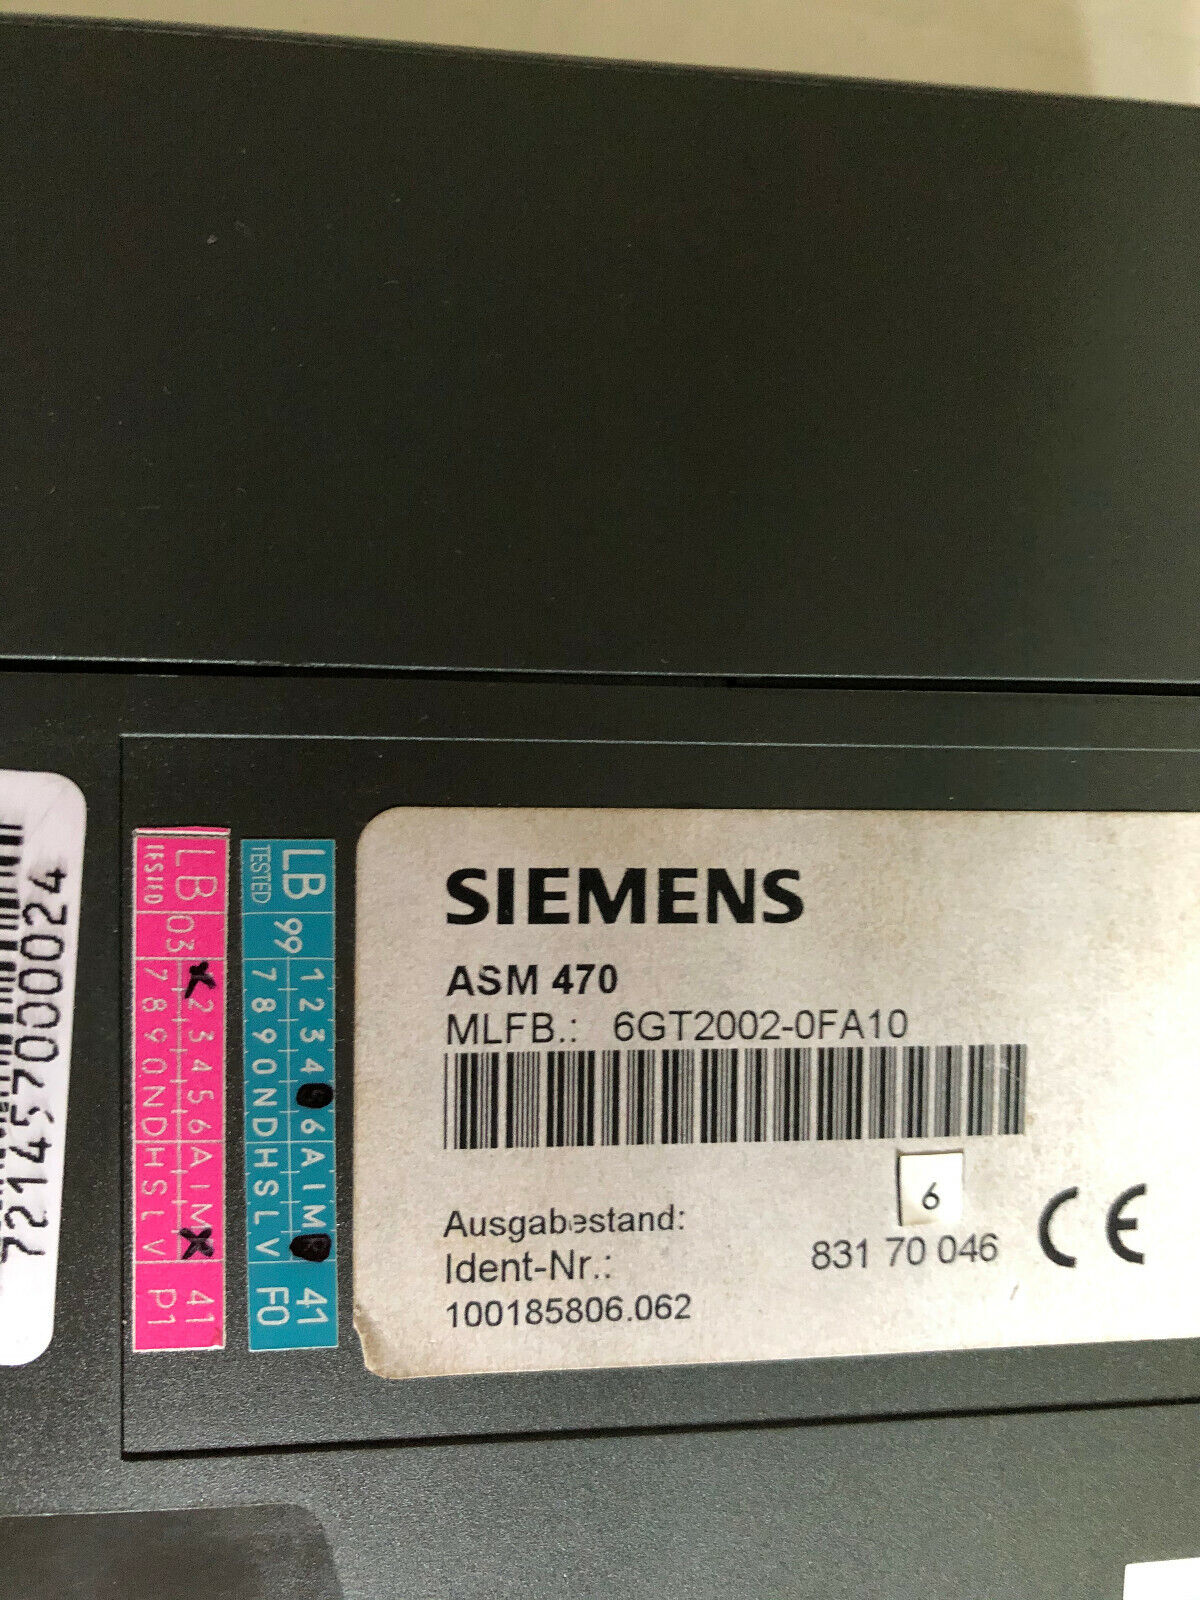 SIEMENS
ASM 470
MLFB.: 6GT2002-0FA10
6
Ausgabestand:
Ident-Nr.: 831 70 046
100185806.062
CE
LB 99 1 2 3 4 6 A I M 41
TESTED 7 8 9 0 N D H S L V F0
LB 03 2 3 4 5 6 A I M 41
TESTED 7 8 9 0 N D H S L V P1
7214570000024